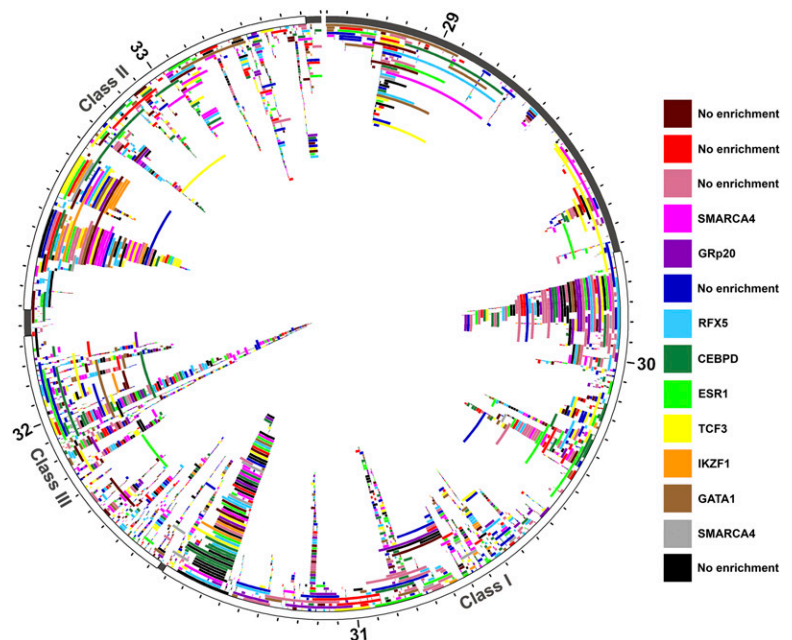 29
33
Class II
30
32
Class III
Class I
31
No enrichment
No enrichment
No enrichment
SMARCA4
GRp20
No enrichment
RFX5
CEBPD
ESR1
TCF3
IKZF1
GATA1
SMARCA4
No enrichment